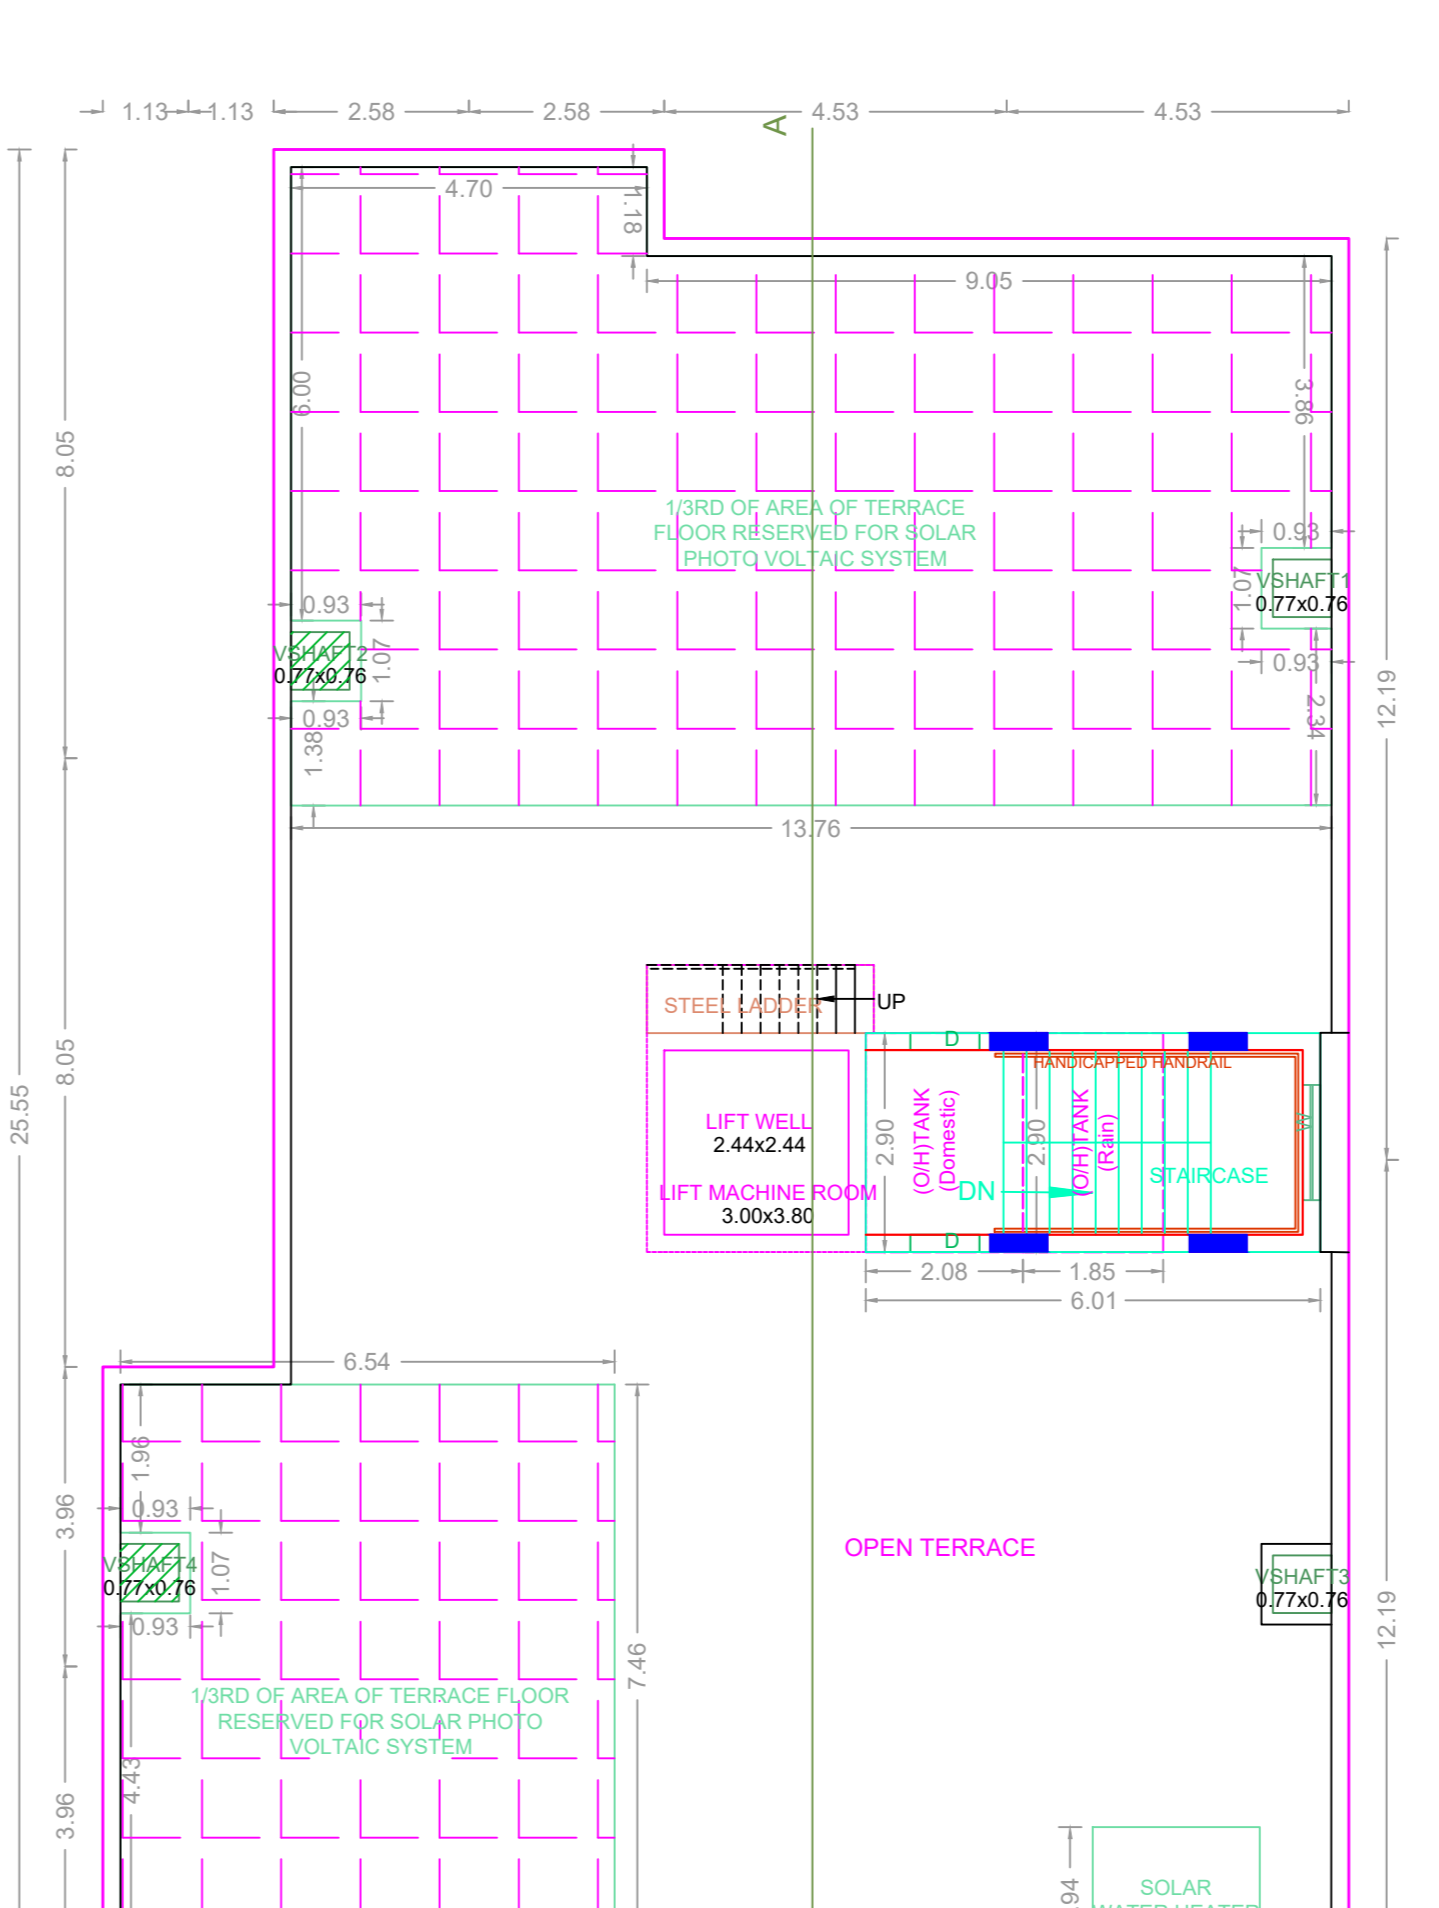 1.13 1.13 2.58 2.58 4.53 4.53
A
4.70
1.18
9.05
6.00
3.86
8.05
1/3RD OF AREA OF TERRACE
FLOOR RESERVED FOR SOLAR
PHOTO VOLTAIC SYSTEM
0.93
1.07
VSHAFT1
0.77x0.76
0.93
2.34
0.93
VSHAFT2
0.77x0.76
1.07
0.93
1.38
12.19
13.76
STEEL LADDER
UP
8.05
25.55
D
HANDICAPPED HANDRAIL
LIFT WELL
2.44x2.44
LIFT MACHINE ROOM
3.00x3.80
2.90
(O/H)TANK
(Domestic)
2.90
(O/H)TANK
(Rain)
DN
STAIRCASE
W
D
2.08 1.85
6.01
6.54
1.96
3.96
0.93
VSHAFT4
0.77x0.76
1.07
0.93
OPEN TERRACE
VSHAFT3
0.77x0.76
12.19
7.46
1/3RD OF AREA OF TERRACE FLOOR
RESERVED FOR SOLAR PHOTO
VOLTAIC SYSTEM
4.43
3.96
94
SOLAR
WATER HEATER